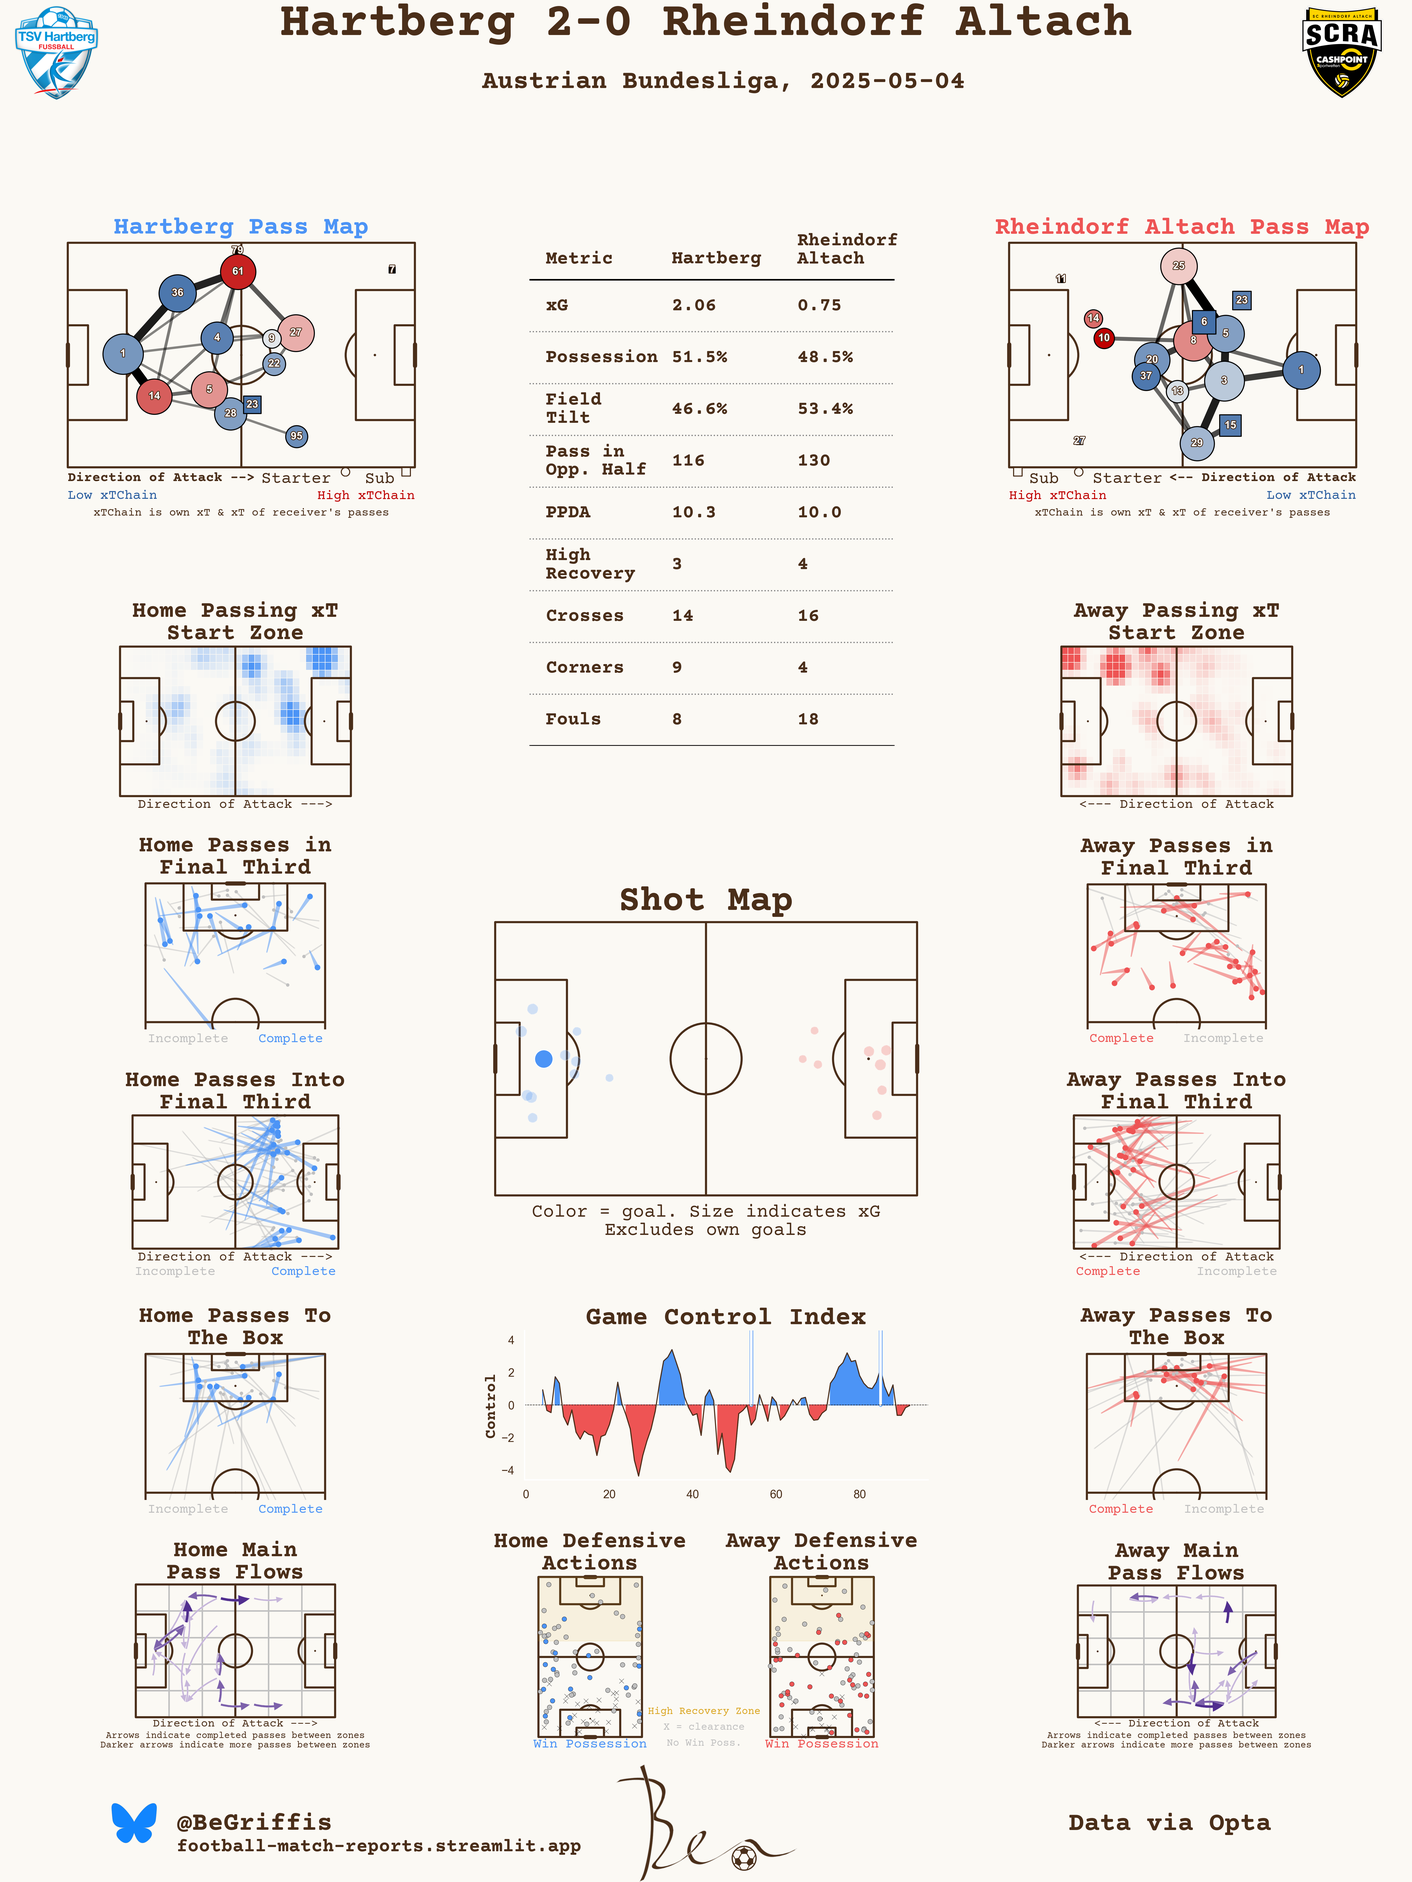 Hartberg 2-0 Rheindorf Altach
Austrian Bundesliga, 2025-05-04
TSV Hartberg
FUSSBALL
SC RHEINDORF ALTACH
SCRA
CASHPOINT
Hartberg Pass Map
79
61
7
36
27
4
9
1
22
14
5
28
23
95
Direction of Attack --> Starter Sub
Low xTChain High xTChain
xTChain is own xT & xT of receiver's passes
Metric Hartberg Rheindorf Altach
xG 2.06 0.75
Possession 51.5% 48.5%
Field Tilt 46.6% 53.4%
Pass in Opp. Half 116 130
PPDA 10.3 10.0
High Recovery 3 4
Crosses 14 16
Corners 9 4
Fouls 8 18
Rheindorf Altach Pass Map
25
11
23
14
6
10
8
5
20
37
3
1
13
15
27
29
Sub Starter <-- Direction of Attack
High xTChain Low xTChain
xTChain is own xT & xT of receiver's passes
Home Passing xT
Start Zone
Direction of Attack --->
Away Passing xT
Start Zone
<--- Direction of Attack
Home Passes in
Final Third
Incomplete Complete
Away Passes in
Final Third
Complete Incomplete
Shot Map
Color = goal. Size indicates xG
Excludes own goals
Home Passes Into
Final Third
Direction of Attack --->
Incomplete Complete
Away Passes Into
Final Third
<--- Direction of Attack
Complete Incomplete
Home Passes To
The Box
Incomplete Complete
Game Control Index
Control
4
2
0
−2
−4
0 20 40 60 80
Away Passes To
The Box
Complete Incomplete
Home Main
Pass Flows
Direction of Attack --->
Arrows indicate completed passes between zones
Darker arrows indicate more passes between zones
Home Defensive
Actions
Win Possession
Away Defensive
Actions
Win Possession
High Recovery Zone
X = clearance
No Win Poss.
Away Main
Pass Flows
<--- Direction of Attack
Arrows indicate completed passes between zones
Darker arrows indicate more passes between zones
@BeGriffis
football-match-reports.streamlit.app
Ben
Data via Opta